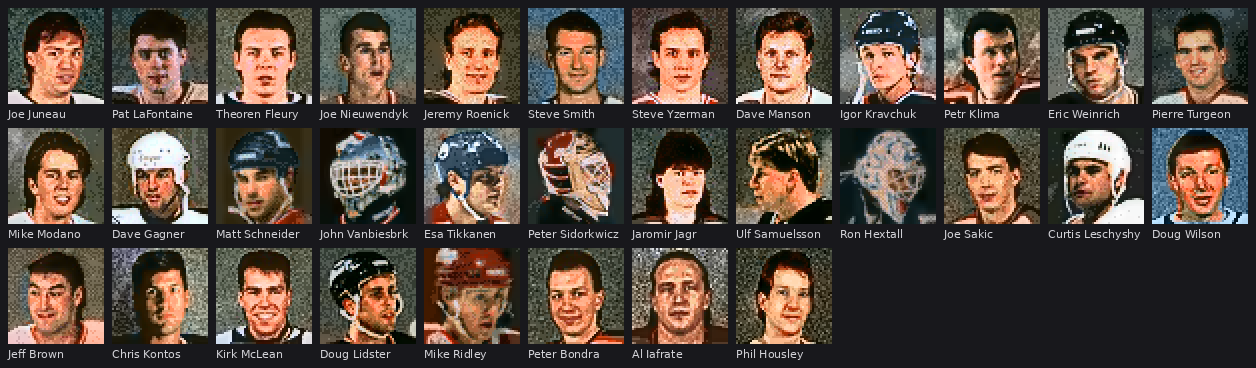 Joe Juneau
Pat LaFontaine
Theoren Fleury
Joe Nieuwendyk
Jeremy Roenick
Steve Smith
Steve Yzerman
Dave Manson
Igor Kravchuk
Petr Klima
Eric Weinrich
Pierre Turgeon
Mike Modano
Dave Gagner
Matt Schneider
John Vanbiesbrk
Esa Tikkanen
Peter Sidorkwicz
Jaromir Jagr
Ulf Samuelsson
Ron Hextall
Joe Sakic
Curtis Leschyshy
Doug Wilson
Jeff Brown
Chris Kontos
Kirk McLean
Doug Lidster
Mike Ridley
Peter Bondra
Al Iafrate
Phil Housley